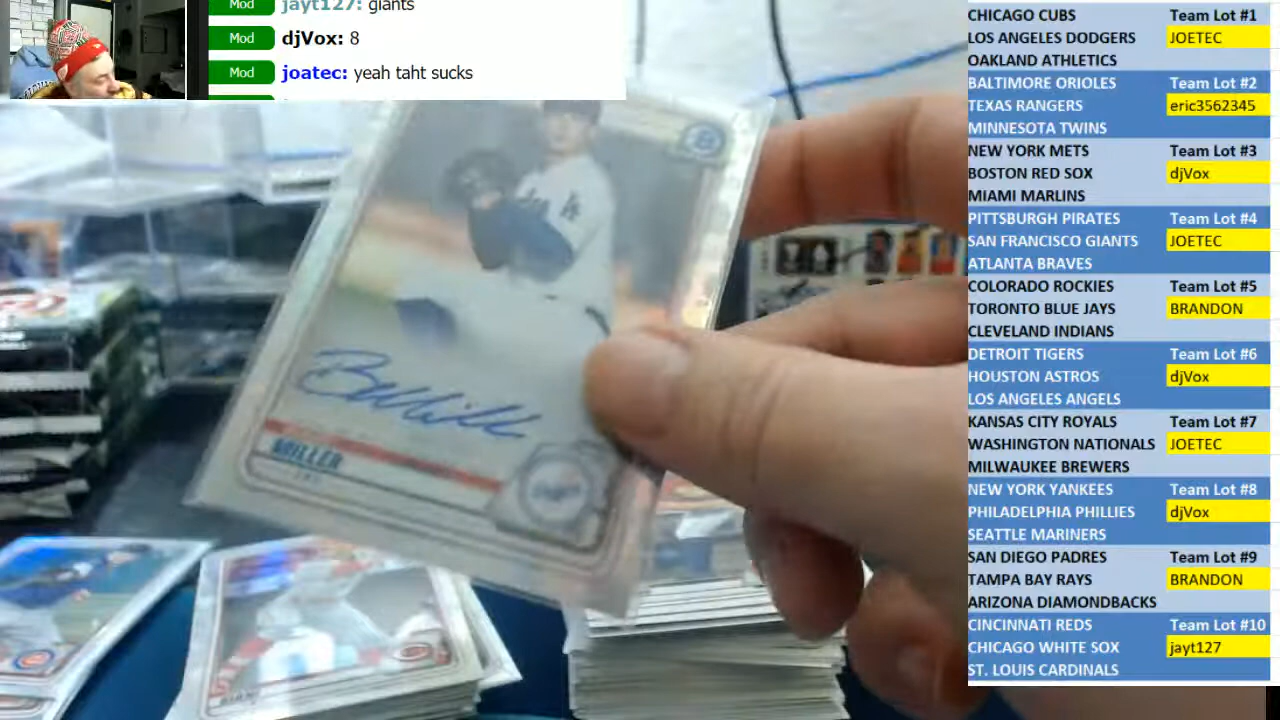 Mod jayt127: giants
Mod djVox: 8
Mod joatec: yeah taht sucks
MILLER
CHICAGO CUBS Team Lot #1
LOS ANGELES DODGERS JOETEC
OAKLAND ATHLETICS
BALTIMORE ORIOLES Team Lot #2
TEXAS RANGERS eric3562345
MINNESOTA TWINS
NEW YORK METS Team Lot #3
BOSTON RED SOX djVox
MIAMI MARLINS
PITTSBURGH PIRATES Team Lot #4
SAN FRANCISCO GIANTS JOETEC
ATLANTA BRAVES
COLORADO ROCKIES Team Lot #5
TORONTO BLUE JAYS BRANDON
CLEVELAND INDIANS
DETROIT TIGERS Team Lot #6
HOUSTON ASTROS djVox
LOS ANGELES ANGELS
KANSAS CITY ROYALS Team Lot #7
WASHINGTON NATIONALS JOETEC
MILWAUKEE BREWERS
NEW YORK YANKEES Team Lot #8
PHILADELPHIA PHILLIES djVox
SEATTLE MARINERS
SAN DIEGO PADRES Team Lot #9
TAMPA BAY RAYS BRANDON
ARIZONA DIAMONDBACKS
CINCINNATI REDS Team Lot #10
CHICAGO WHITE SOX jayt127
ST. LOUIS CARDINALS